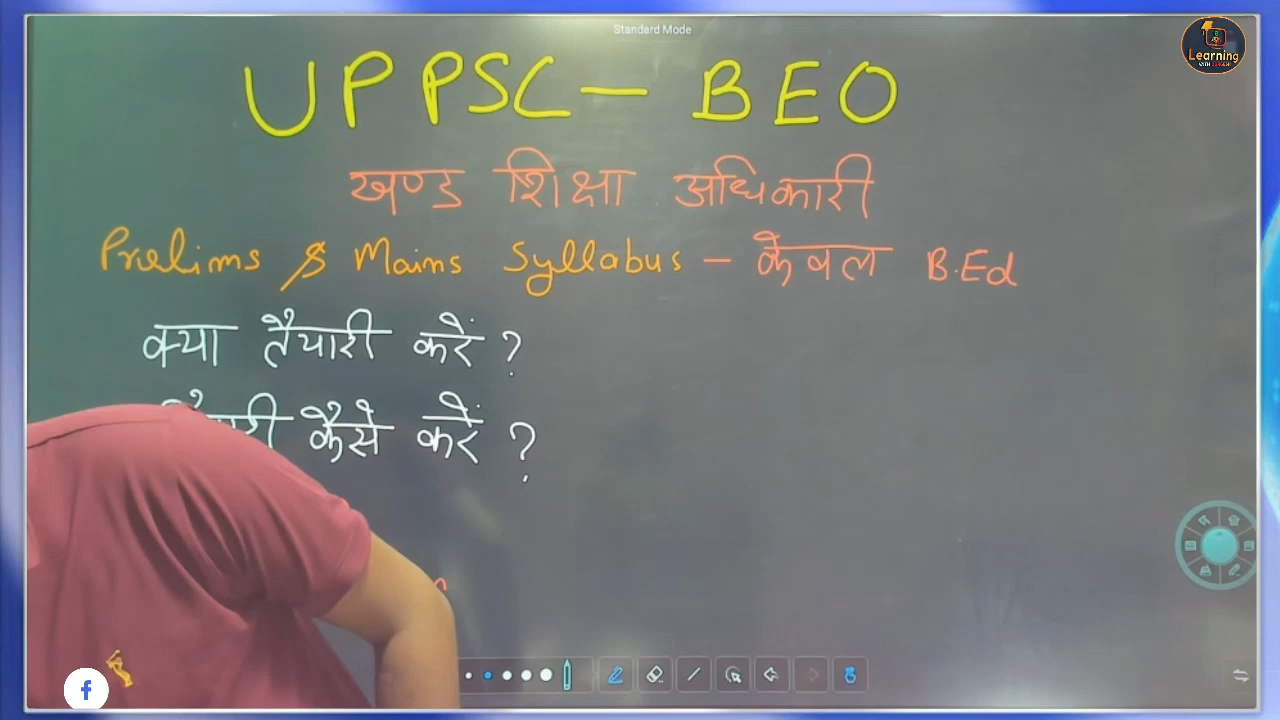 Standard Mode
Learning
UPPSC - BEO
खण्ड शिक्षा अधिकारी
Prelims & Mains Syllabus - केवल B.Ed
क्या तैयारी करें ?
कैसे करें ?
f